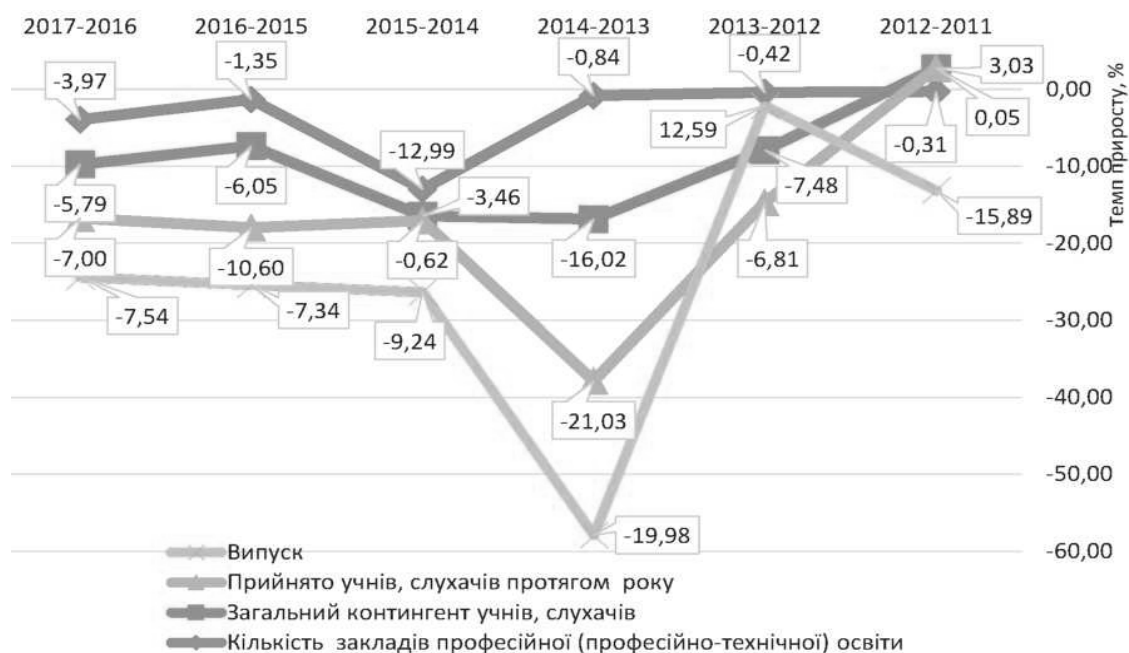 2017-2016 2016-2015 2015-2014 2014-2013 2013-2012 2012-2011
-3,97 -1,35 -12,99 -0,84 -0,42 -0,31
-5,79 -6,05 -3,46 -16,02 -7,48 3,03
-7,00 -10,60 -0,62 -21,03 -6,81 0,05
-7,54 -7,34 -9,24 -19,98 12,59 -15,89
Темп приросту, %
0,00
-10,00
-20,00
-30,00
-40,00
-50,00
-60,00
Випуск
Прийнято учнів, слухачів протягом року
Загальний контингент учнів, слухачів
Кількість закладів професійної (професійно-технічної) освіти